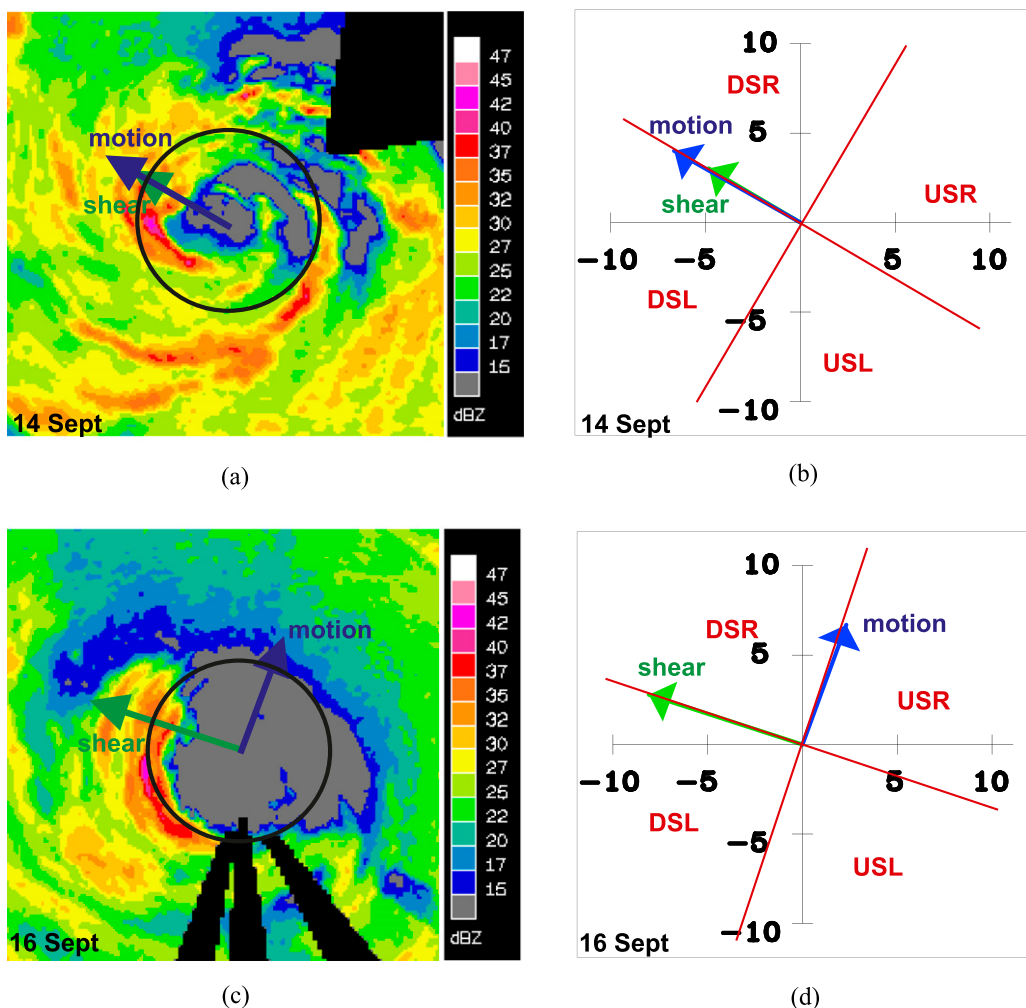 motion
shear
14 Sept
47
45
42
40
37
35
32
30
27
25
22
20
17
15
dBZ
(a)
10
DSR
motion
5
shear
USR
-10 -5 5 10
DSL
-5
USL
-10
14 Sept
(b)
motion
shear
16 Sept
47
45
42
40
37
35
32
30
27
25
22
20
17
15
dBZ
(c)
10
DSR
motion
5
shear
USR
-10 -5 5 10
DSL
-5
USL
-10
16 Sept
(d)